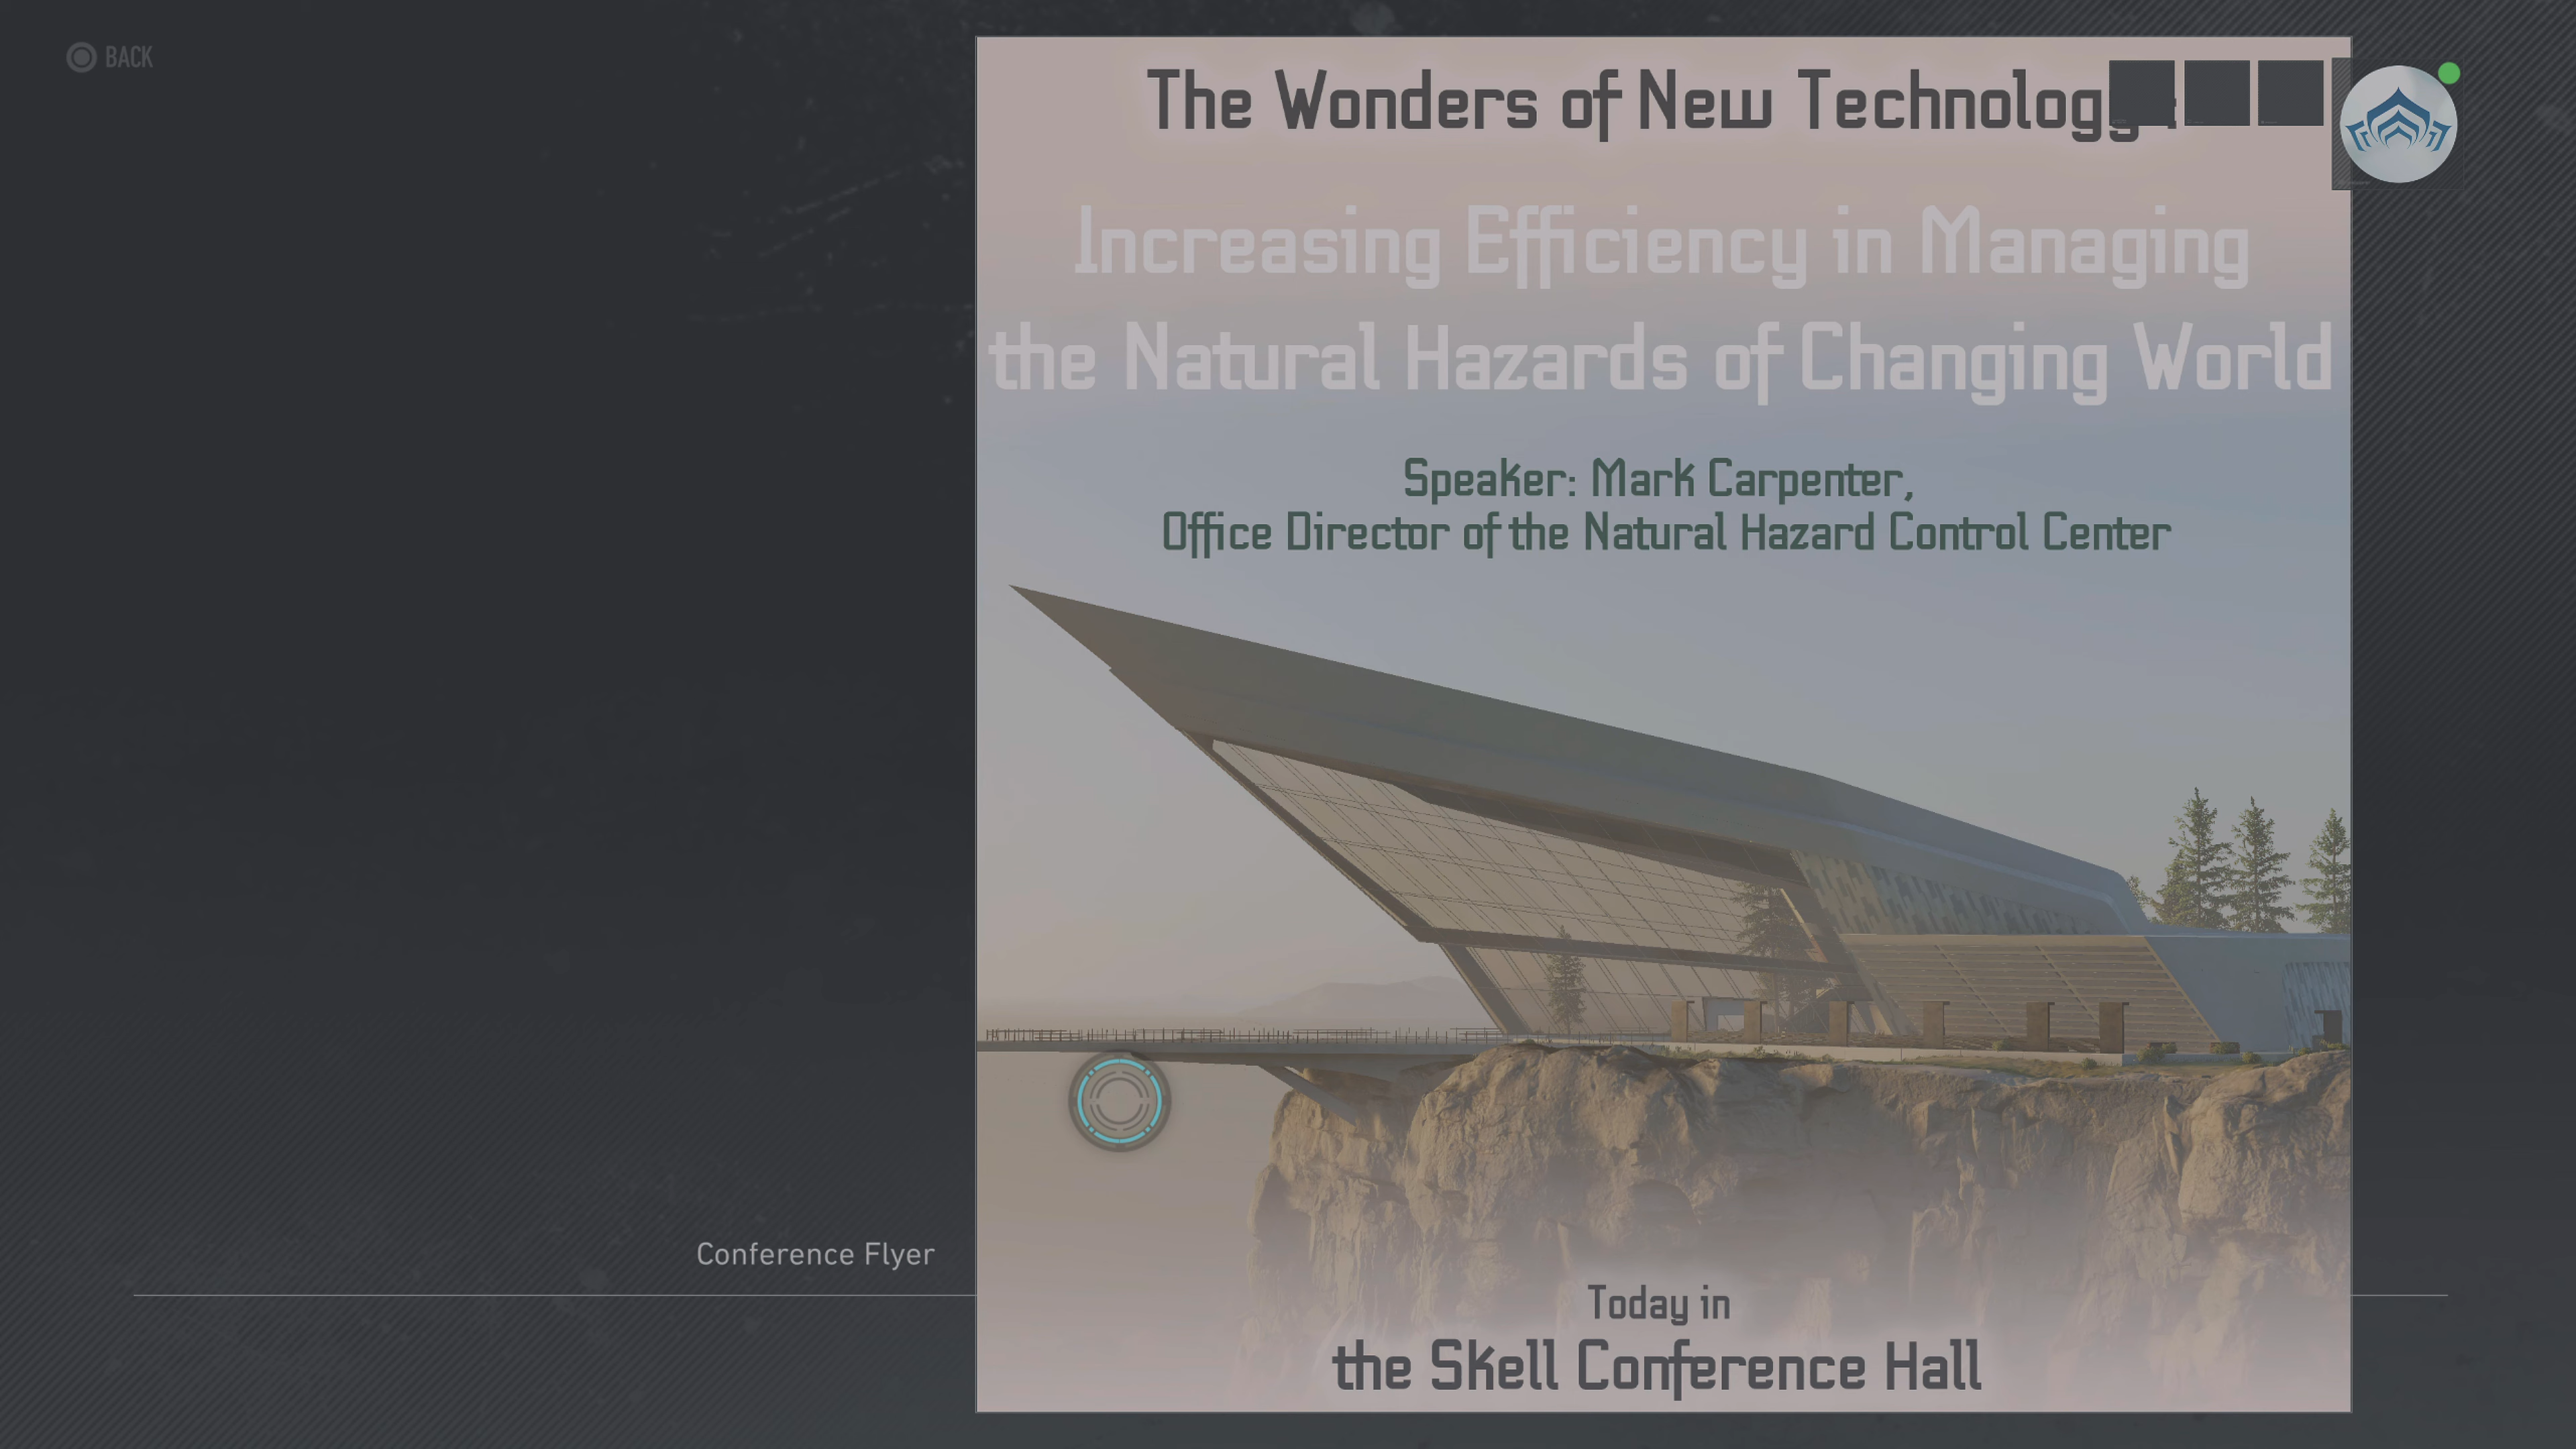 BACK
The Wonders of New Technology:
Increasing Efficiency in Managing
the Natural Hazards of Changing World
Speaker: Mark Carpenter,
Office Director of the Natural Hazard Control Center
Conference Flyer
Today in
the Skell Conference Hall